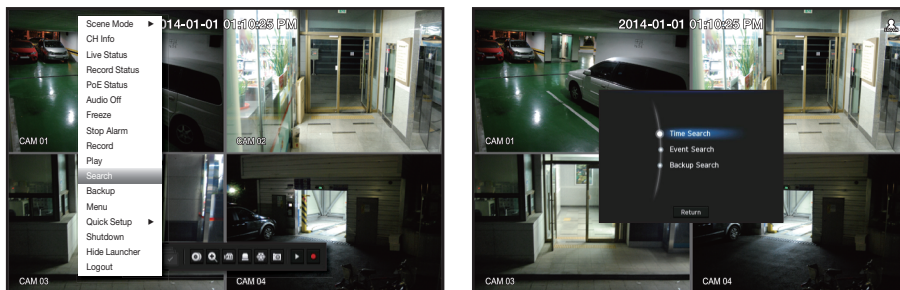 2014-01-01 01:10:25 PM
Scene Mode
CH Info
Live Status
Record Status
PoE Status
Audio Off
Freeze
Stop Alarm
Record
Play
Search
Backup
Menu
Quick Setup
Shutdown
Hide Launcher
Logout
CAM 01
CAM 02
CAM 03
CAM 04
2014-01-01 01:10:25 PM
CAM 01
Time Search
Event Search
Backup Search
Return
CAM 03
CAM 04